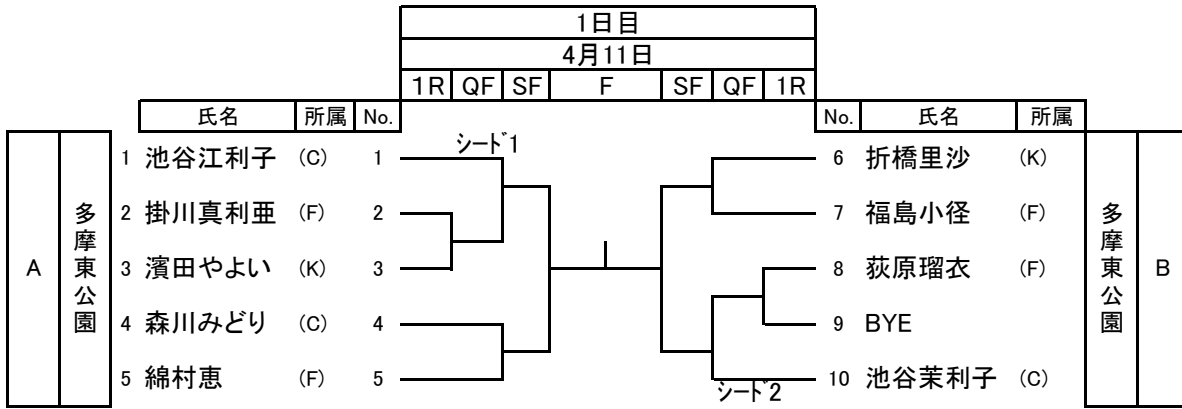 1日目
4月11日
1R QF SF F SF QF 1R
氏名 所属 No. No. 氏名 所属
シード1
1 池谷江利子 (C) 1 6 折橋里沙 (K)
2 掛川真利亜 (F) 2 7 福島小径 (F)
A 多摩東公園 3 濱田やよい (K) 3 8 荻原瑠衣 (F) 多摩東公園 B
4 森川みどり (C) 4 9 BYE
5 綿村恵 (F) 5 10 池谷茉利子 (C)
シード2